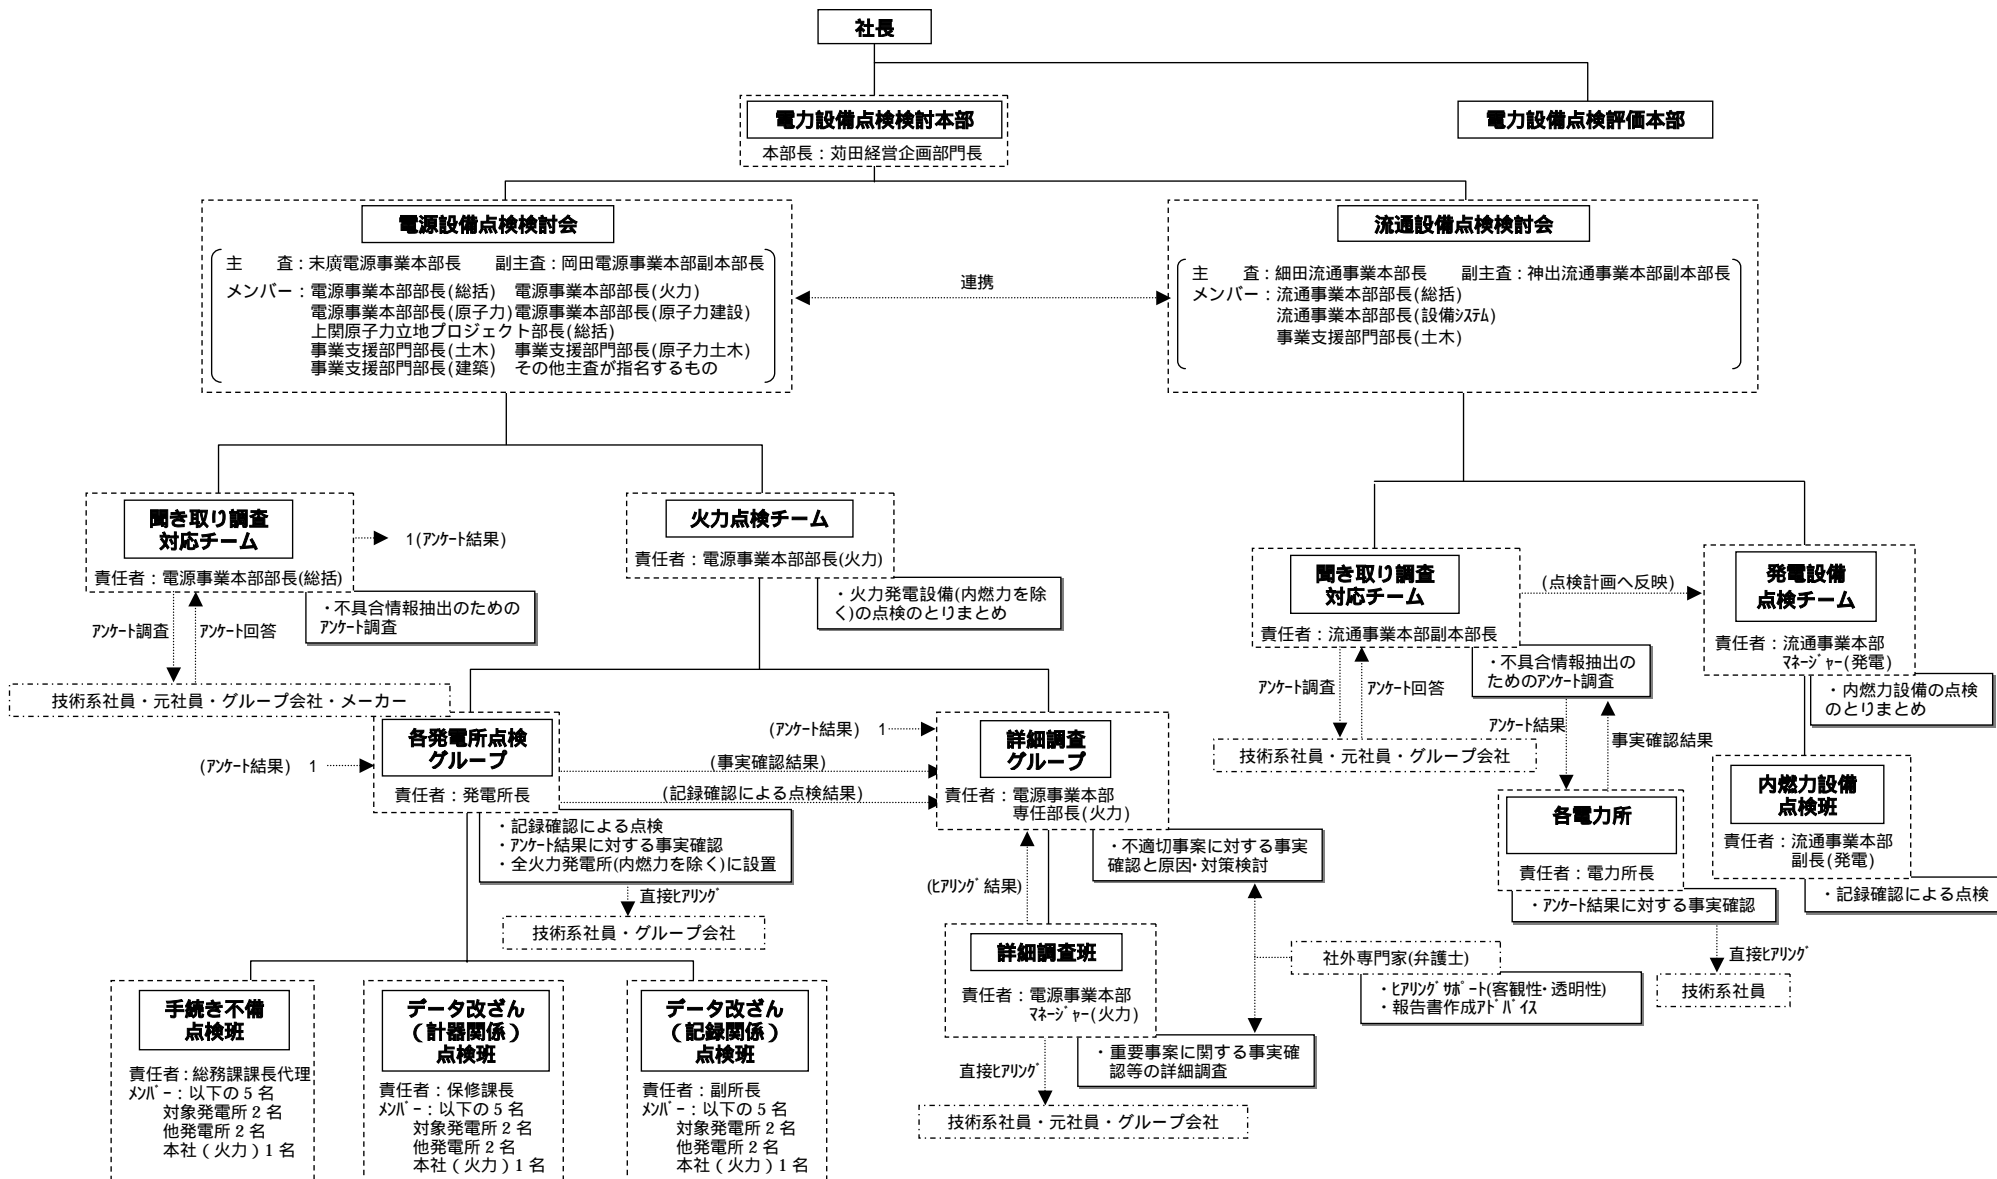 社長
電力設備点検検討本部
本部長：苅田経営企画部門長
電力設備点検評価本部
電源設備点検検討会
主　　査：末廣電源事業本部長　　副主査：岡田電源事業本部副本部長
メンバー：電源事業本部部長(総括)　電源事業本部部長(火力)
電源事業本部部長(原子力)電源事業本部部長(原子力建設)
上関原子力立地プロジェクト部長(総括)
事業支援部門部長(土木)　事業支援部門部長(原子力土木)
事業支援部門部長(建築)　その他主査が指名するもの
連携
流通設備点検検討会
主　　査：細田流通事業本部長　　副主査：神出流通事業本部副本部長
メンバー：流通事業本部部長(総括)
流通事業本部部長(設備ｼｽﾃﾑ)
事業支援部門部長(土木)
聞き取り調査
対応チーム
責任者：電源事業本部部長(総括)
1(ｱﾝｹｰﾄ結果)
・不具合情報抽出のための
ｱﾝｹｰﾄ調査
ｱﾝｹｰﾄ調査
ｱﾝｹｰﾄ回答
技術系社員・元社員・グループ会社・メーカー
火力点検チーム
責任者：電源事業本部部長(火力)
・火力発電設備(内燃力を除
く)の点検のとりまとめ
聞き取り調査
対応チーム
責任者：流通事業本部副本部長
(点検計画へ反映)
・不具合情報抽出の
ためのｱﾝｹｰﾄ調査
ｱﾝｹｰﾄ調査
ｱﾝｹｰﾄ回答
技術系社員・元社員・グループ会社
発電設備
点検チーム
責任者：流通事業本部
ﾏﾈｰｼﾞｬｰ(発電)
・内燃力設備の点検
のとりまとめ
ｱﾝｹｰﾄ結果
事実確認結果
各発電所点検
グループ
責任者：発電所長
(ｱﾝｹｰﾄ結果)　1
・記録確認による点検
・ｱﾝｹｰﾄ結果に対する事実確認
・全火力発電所(内燃力を除く)に設置
直接ﾋｱﾘﾝｸﾞ
技術系社員・グループ会社
(ｱﾝｹｰﾄ結果)　1
(事実確認結果)
(記録確認による点検結果)
詳細調査
グループ
責任者：電源事業本部
専任部長(火力)
・不適切事案に対する事実
確認と原因･対策検討
(ﾋｱﾘﾝｸﾞ結果)
詳細調査班
責任者：電源事業本部
ﾏﾈｰｼﾞｬｰ(火力)
・重要事案に関する事実確
認等の詳細調査
直接ﾋｱﾘﾝｸﾞ
技術系社員・元社員・グループ会社
社外専門家(弁護士)
・ﾋｱﾘﾝｸﾞｻﾎﾟｰﾄ(客観性･透明性)
・報告書作成ｱﾄﾞﾊﾞｲｽ
各電力所
責任者：電力所長
・ｱﾝｹｰﾄ結果に対する事実確認
直接ﾋｱﾘﾝｸﾞ
技術系社員
内燃力設備
点検班
責任者：流通事業本部
副長(発電)
・記録確認による点検
手続き不備
点検班
責任者：総務課課長代理
ﾒﾝﾊﾞｰ：以下の5名
対象発電所2名
他発電所2名
本社（火力）1名
データ改ざん
（計器関係）
点検班
責任者：保修課長
ﾒﾝﾊﾞｰ：以下の5名
対象発電所2名
他発電所2名
本社（火力）1名
データ改ざん
（記録関係）
点検班
責任者：副所長
ﾒﾝﾊﾞｰ：以下の5名
対象発電所2名
他発電所2名
本社（火力）1名